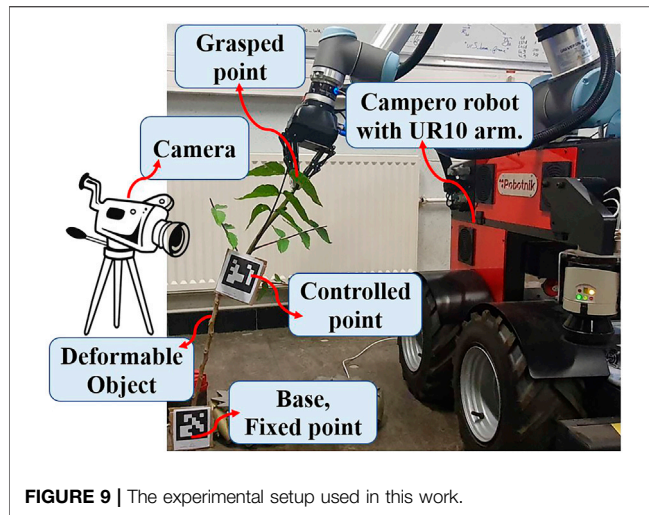 Grasped
point
Campero robot
with UR10 arm.
Camera
Robotnik
Controlled
point
Deformable
Object
Base,
Fixed point
FIGURE 9 | The experimental setup used in this work.